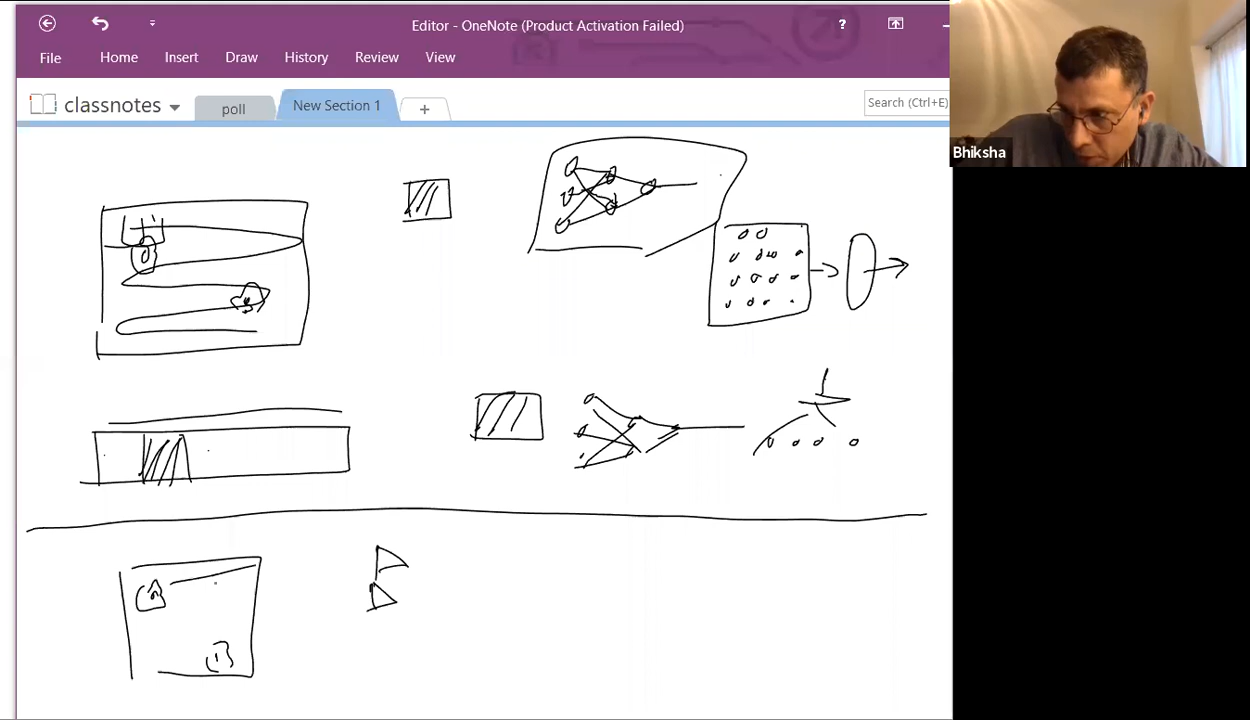 Editor - OneNote (Product Activation Failed)
?
File Home Insert Draw History Review View
classnotes poll New Section 1 +
Search (Ctrl+E)
Bhiksha